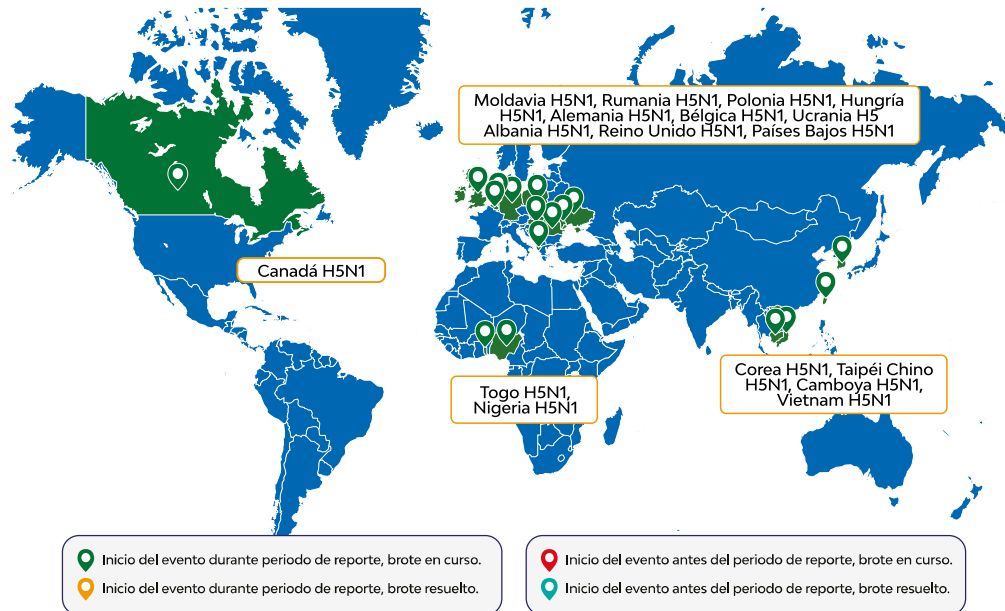 Moldavia H5N1, Rumania H5N1, Polonia H5N1, Hungría
H5N1, Alemania H5N1, Bélgica H5N1, Ucrania H5
Albania H5N1, Reino Unido H5N1, Países Bajos H5N1
Canadá H5N1
Togo H5N1,
Nigeria H5N1
Corea H5N1, Taipéi Chino
H5N1, Camboya H5N1,
Vietnam H5N1
Inicio del evento durante periodo de reporte, brote en curso.
Inicio del evento durante periodo de reporte, brote resuelto.
Inicio del evento antes del periodo de reporte, brote en curso.
Inicio del evento antes del periodo de reporte, brote resuelto.